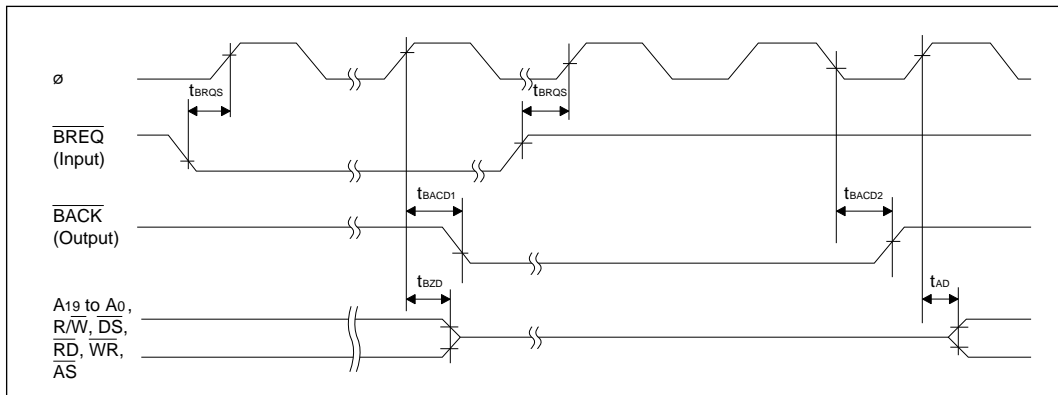 ø
tBRQS
tBRQS
BREQ
(Input)
tBACD1
tBACD2
BACK
(Output)
tBZD
tAD
A19 to A0,
R/W, DS,
RD, WR,
AS